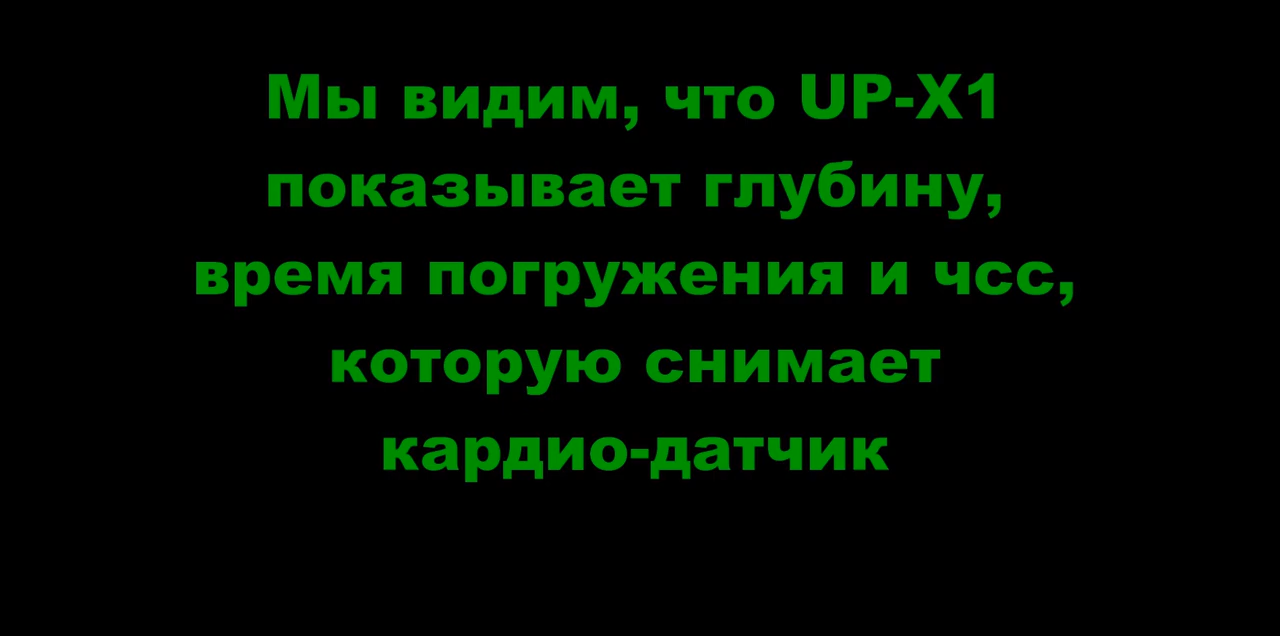 Мы видим, что UP-X1
показывает глубину,
время погружения и чсс,
которую снимает
кардио-датчик